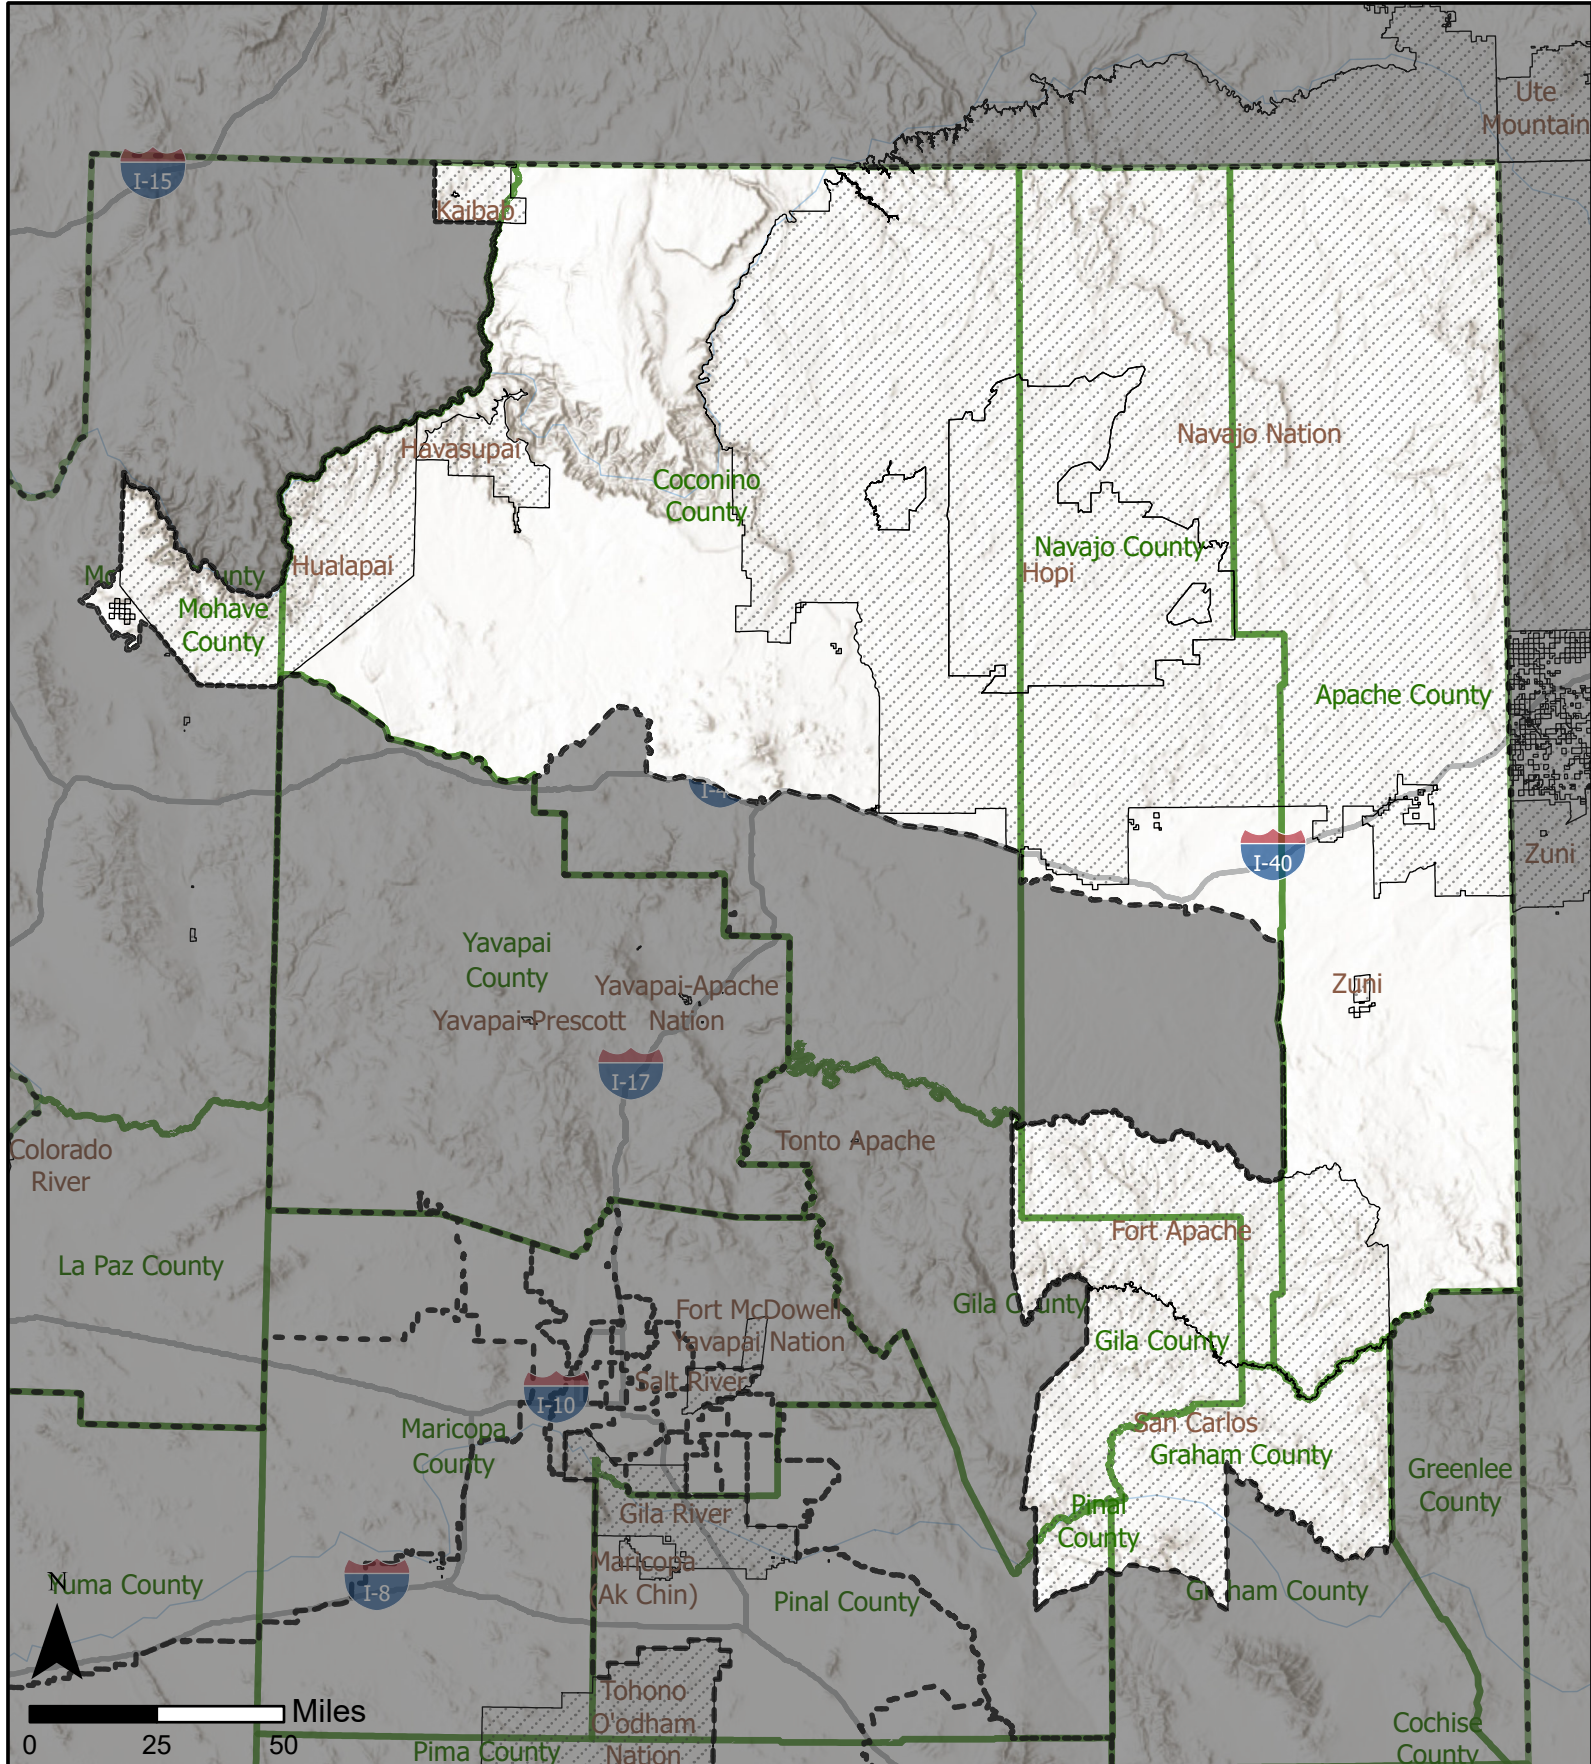 Ute
Mountain
I-15
Kaibab
Navajo Nation
Havasupai
Coconino
County
Navajo County
Hopi
Hualapai
Mohave
County
Apache County
I-40
Zuni
Yavapai
County
Yavapai-Apache
Nation
Yavapai-Prescott
Zuni
I-17
Colorado
River
Tonto Apache
Fort Apache
La Paz County
Gila County
Fort McDowell
Yavapai Nation
Gila County
Salt River
I-10
Maricopa
County
San Carlos
Graham County
Greenlee
County
Pinal
County
Gila River
Maricopa
(Ak Chin)
I-8
N
Yuma County
Pinal County
Graham County
Miles
0 25 50
Tohono
O'odham
Nation
Pima County
Cochise
County